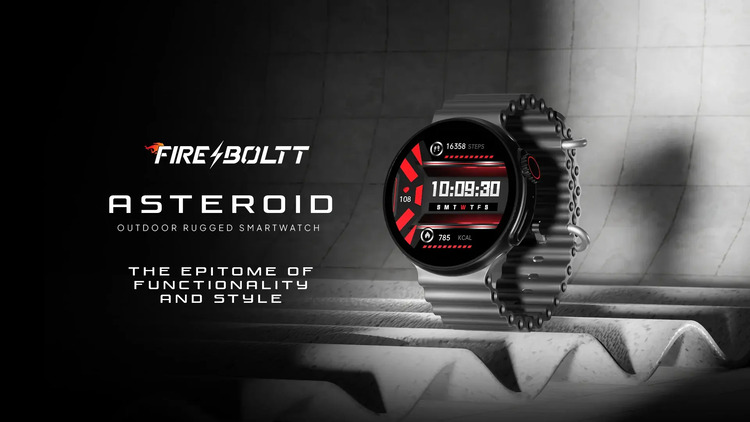 FIRE BOLTT
ASTEROID
OUTDOOR RUGGED SMARTWATCH
THE EPITOME OF
FUNCTIONALITY
AND STYLE
16358 STEPS
108
10:09:30
S M T W T F S
785 KCAL